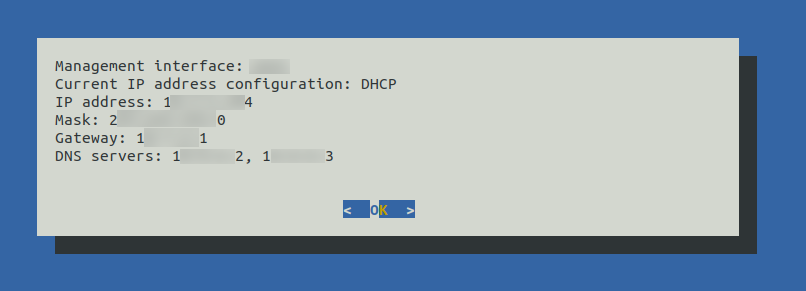 Management interface:
Current IP address configuration: DHCP
IP address: 1 4
Mask: 2 0
Gateway: 1 1
DNS servers: 1 2, 1 3
< OK >